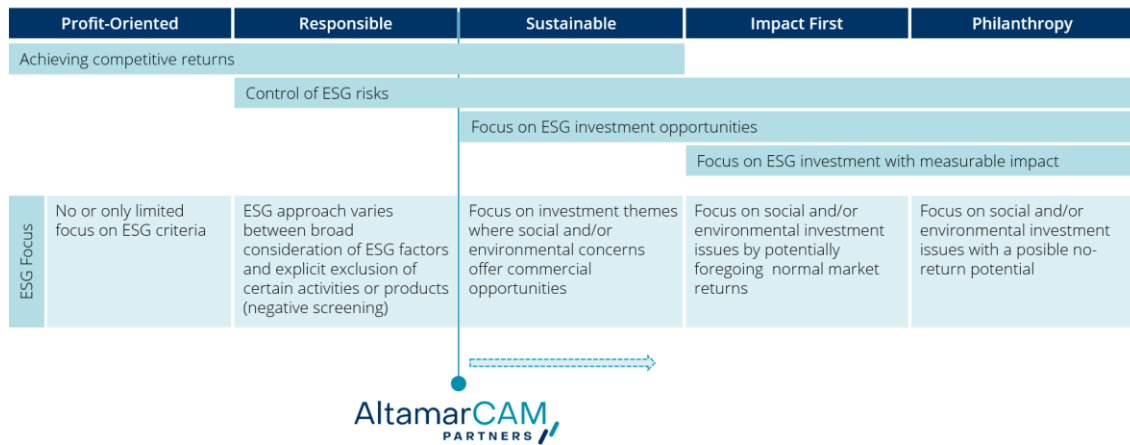 Profit-Oriented
Responsible
Sustainable
Impact First
Philanthropy
Achieving competitive returns
Control of ESG risks
Focus on ESG investment opportunities
Focus on ESG investment with measurable impact
ESG Focus
No or only limited
focus on ESG criteria
ESG approach varies
between broad
consideration of ESG factors
and explicit exclusion of
certain activities or products
(negative screening)
Focus on investment themes
where social and/or
environmental concerns
offer commercial
opportunities
Focus on social and/or
environmental investment
issues by potentially
foregoing normal market
returns
Focus on social and/or
environmental investment
issues with a posible no-
return potential
AltamarCAM
PARTNERS